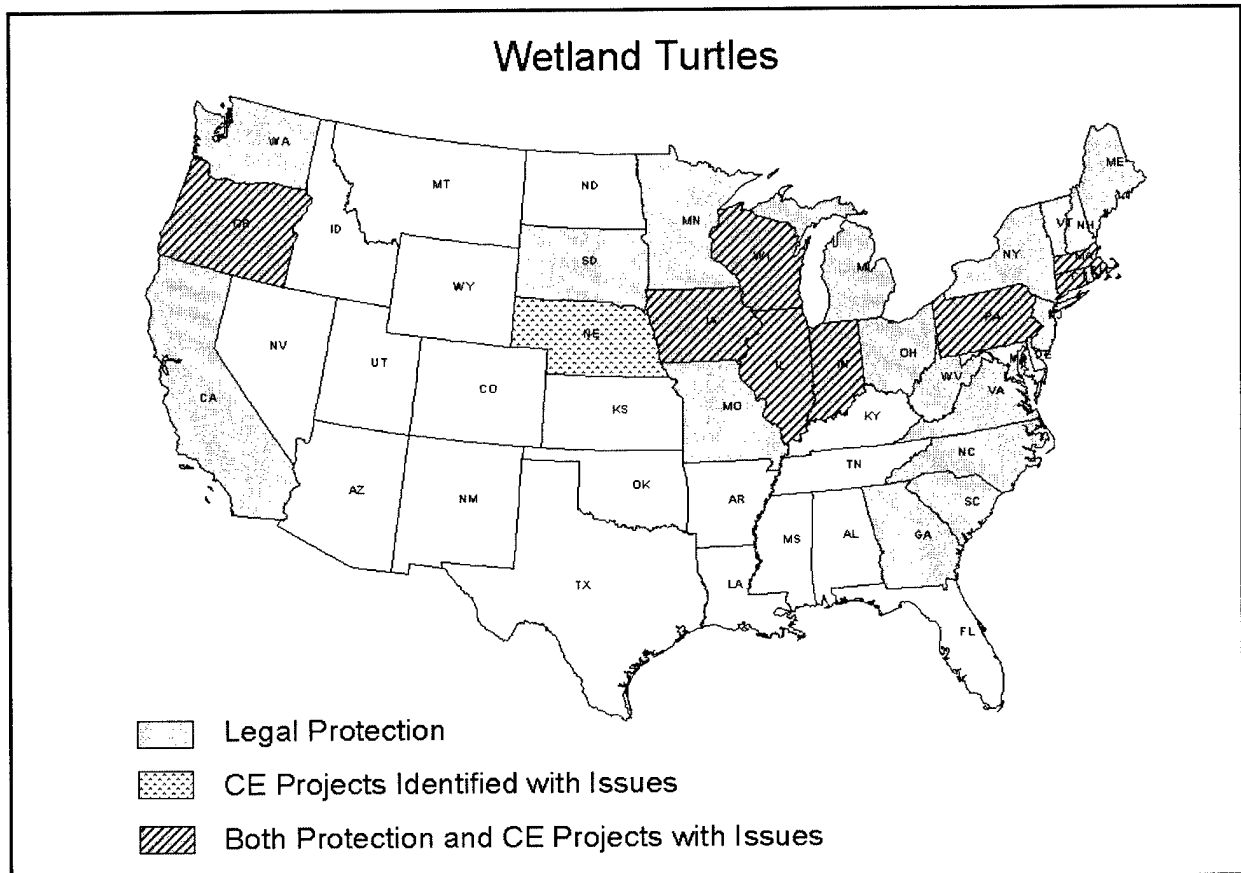 Wetland Turtles
WA
MT
ND
MN
ME
OR
ID
SD
WI
MI
VT
NH
NY
MA
WY
IA
PA
NE
NV
UT
CO
IL
IN
OH
WV
VA
DE
CA
KS
MO
KY
NC
TN
AZ
NM
OK
AR
SC
MS
AL
GA
TX
LA
FL
Legal Protection
CE Projects Identified with Issues
Both Protection and CE Projects with Issues